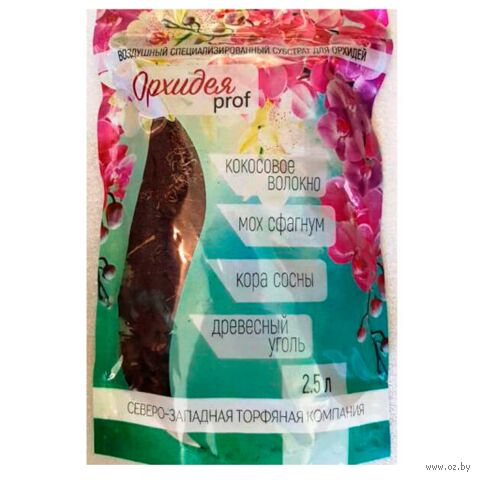 ВОЗДУШНЫЙ СПЕЦИАЛИЗИРОВАННЫЙ СУБСТРАТ ДЛЯ ОРХИДЕЙ
Орхидея
prof
КОКОСОВОЕ
ВОЛОКНО
МОХ СФАГНУМ
КОРА СОСНЫ
ДРЕВЕСНЫЙ
УГОЛЬ
2.5 л
СЕВЕРО-ЗАПАДНАЯ ТОРФЯНАЯ КОМПАНИЯ
www.oz.by